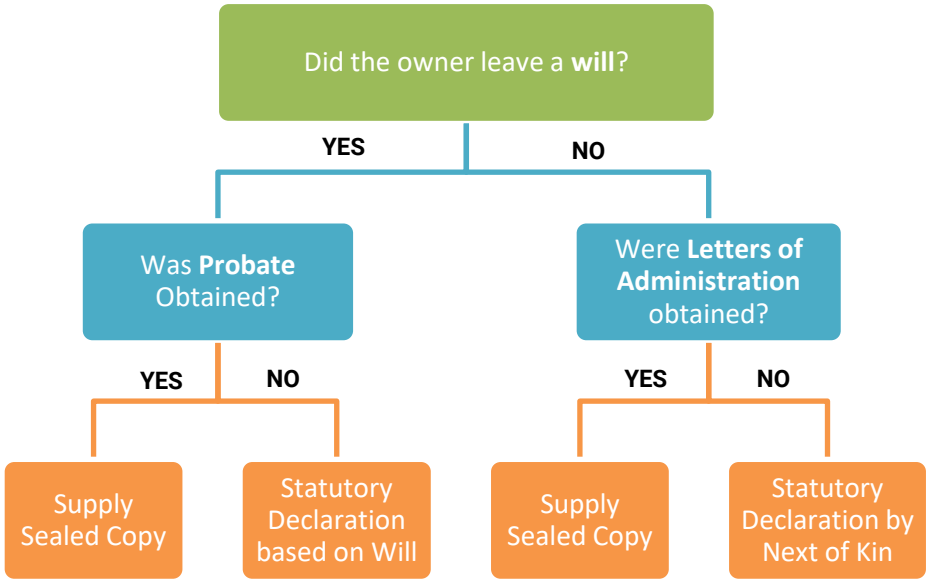 Did the owner leave a will?
YES
NO
Was Probate
Obtained?
Were Letters of
Administration
obtained?
YES
NO
YES
NO
Supply
Sealed Copy
Statutory
Declaration
based on Will
Supply
Sealed Copy
Statutory
Declaration by
Next of Kin